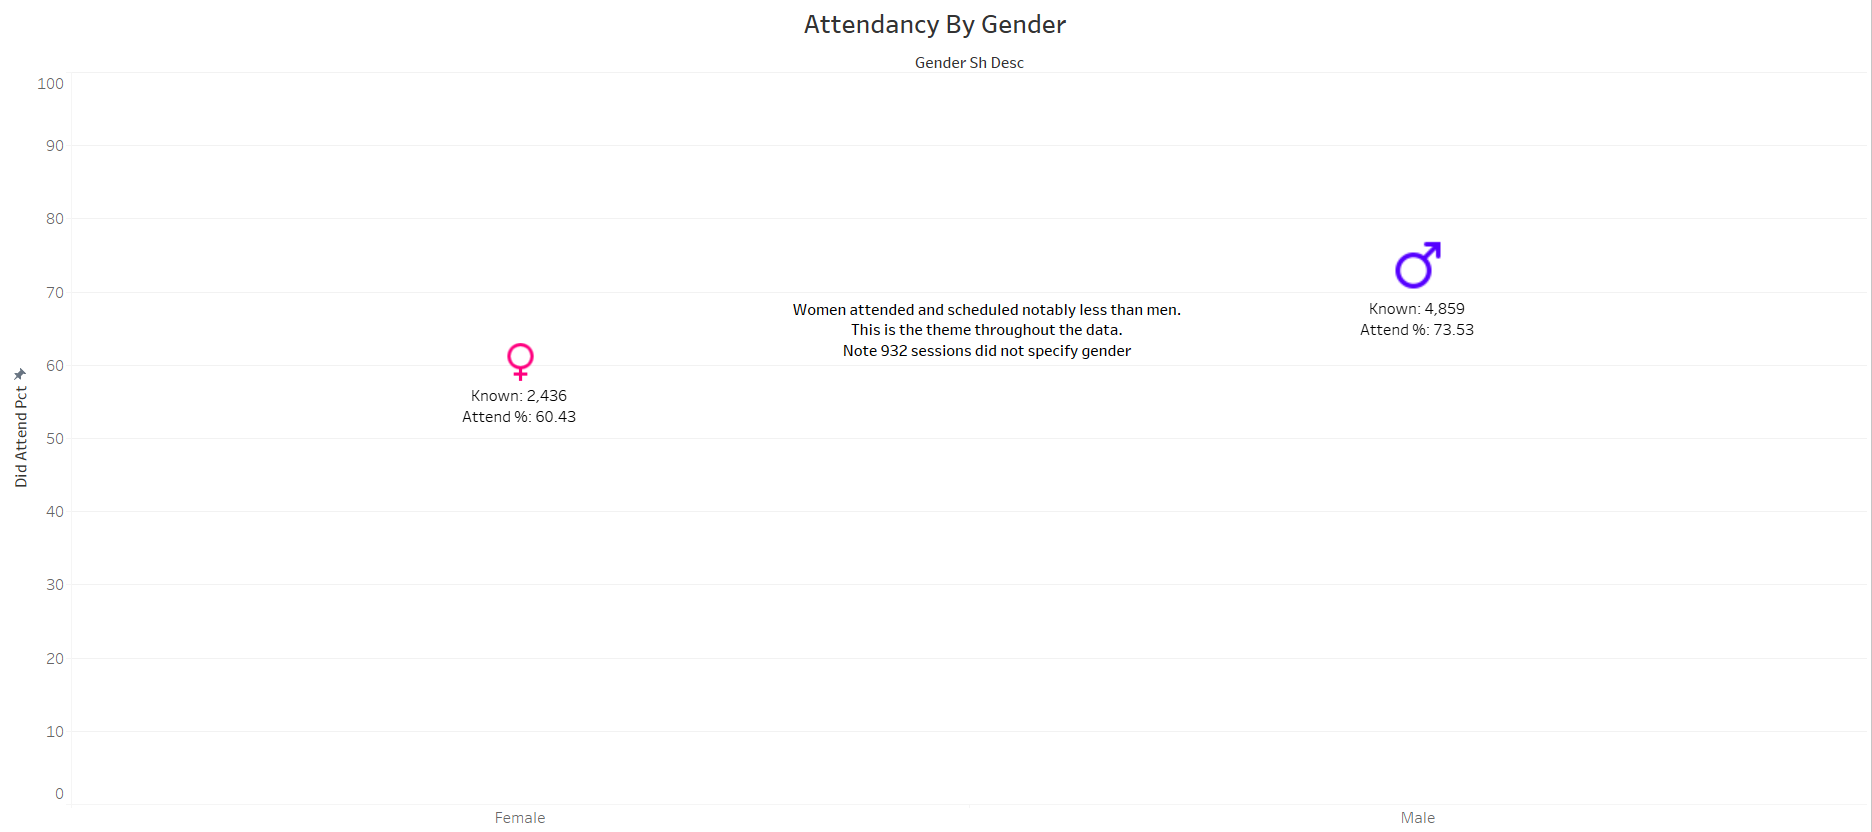 Attendancy By Gender
Gender Sh Desc
100
90
80
70
60
50
40
30
20
10
0
Did Attend Pct
Women attended and scheduled notably less than men.
This is the theme throughout the data.
Note 932 sessions did not specify gender
Known: 4,859
Attend %: 73.53
Known: 2,436
Attend %: 60.43
Female
Male